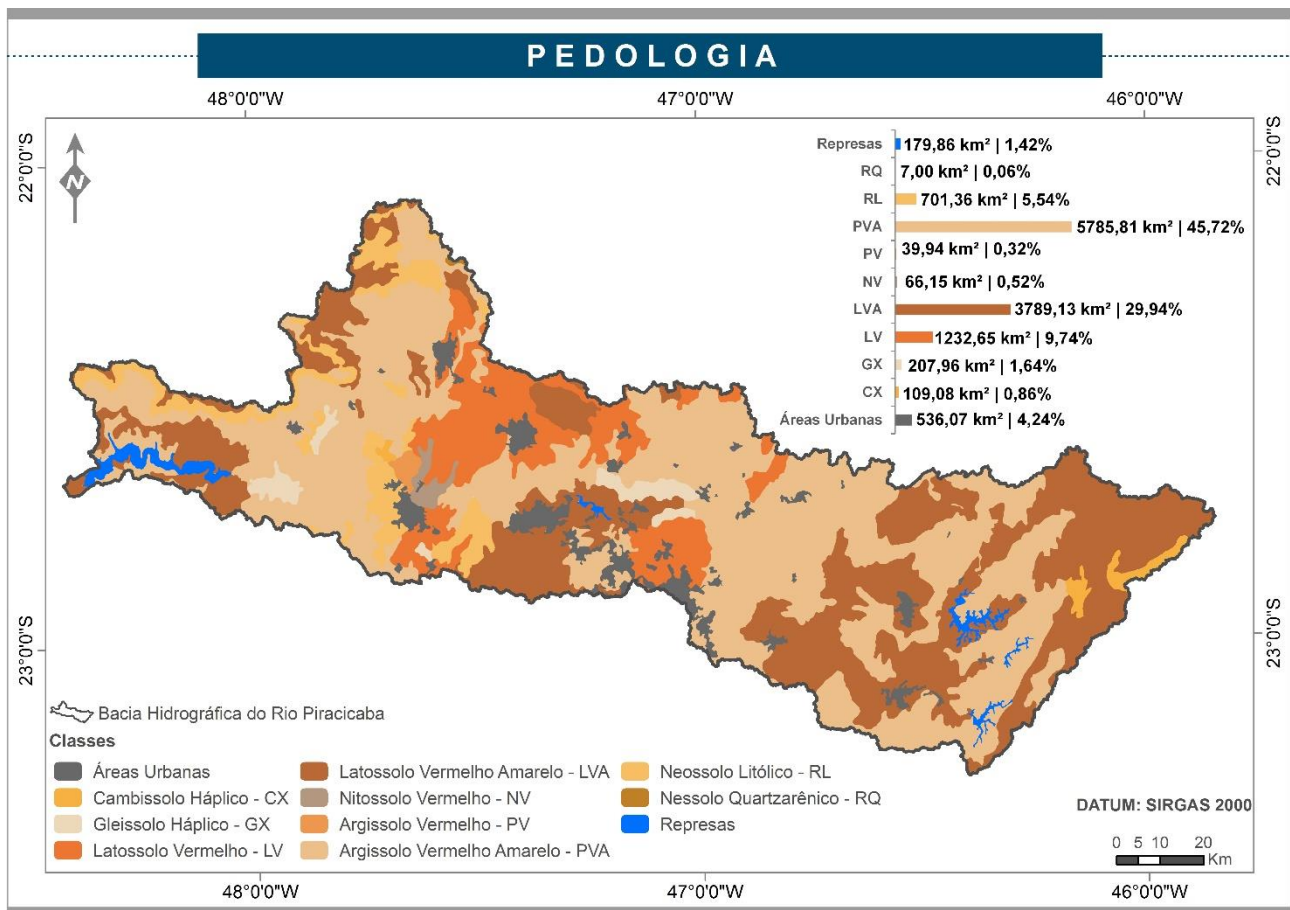 PEDOLOGIA
48°0'0"W
47°0'0"W
46°0'0"W
22°0'0"S
22°0'0"S
N
Represas 179,86 km² | 1,42%
RQ 7,00 km² | 0,06%
RL 701,36 km² | 5,54%
PVA 5785,81 km² | 45,72%
PV 39,94 km² | 0,32%
NV 66,15 km² | 0,52%
LVA 3789,13 km² | 29,94%
LV 1232,65 km² | 9,74%
GX 207,96 km² | 1,64%
CX 109,08 km² | 0,86%
Áreas Urbanas 536,07 km² | 4,24%
23°0'0"S
23°0'0"S
Bacia Hidrográfica do Rio Piracicaba
Classes
Áreas Urbanas
Cambissolo Háplico - CX
Gleissolo Háplico - GX
Latossolo Vermelho - LV
Latossolo Vermelho Amarelo - LVA
Nitossolo Vermelho - NV
Argissolo Vermelho - PV
Argissolo Vermelho Amarelo - PVA
Neossolo Litólico - RL
Nessolo Quartzarênico - RQ
Represas
DATUM: SIRGAS 2000
0 5 10 20
Km
48°0'0"W
47°0'0"W
46°0'0"W